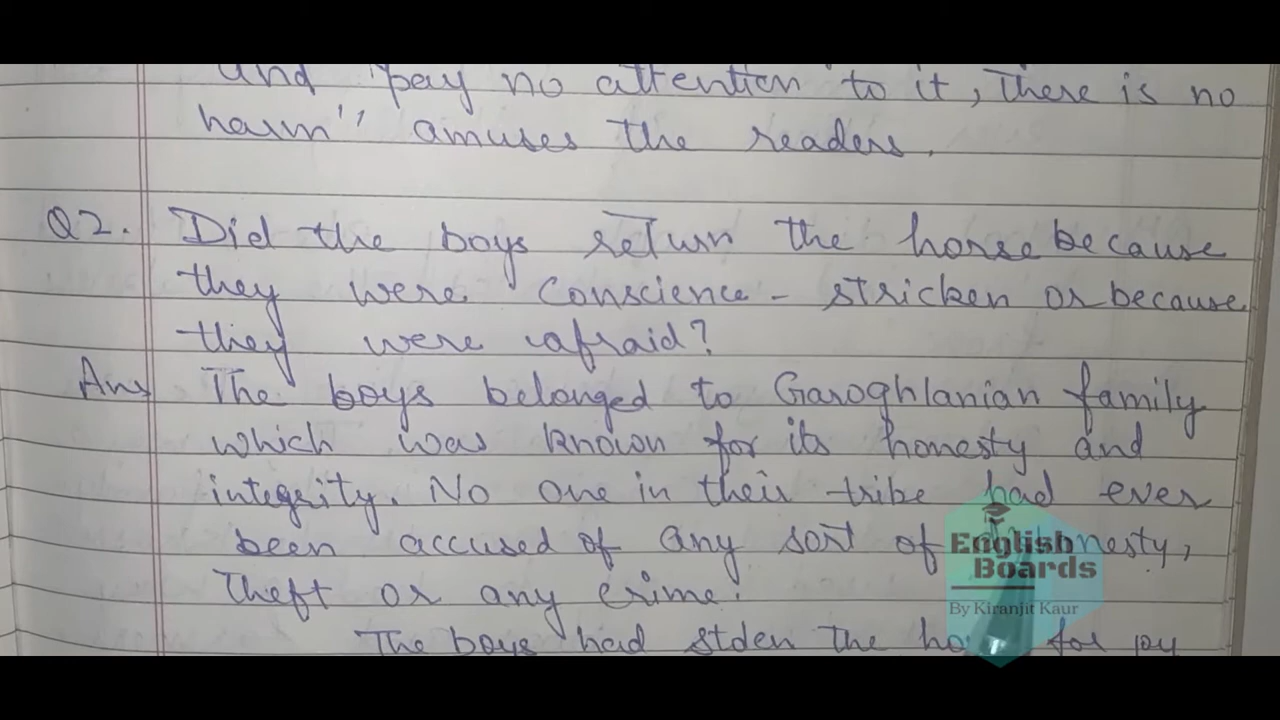 and pay no attention to it, there is no
harm" amuses the readers.
Q2. Did the boys return the horse because
they were conscience - stricken or because
they were afraid?
Ans The boys belonged to Garoghlanian family
which was known for its honesty and
integrity. No one in their tribe had ever
been accused of any sort of nesty,
theft or any crime.
The boys had stolen the for
English
Boards
By Kiranjit Kaur